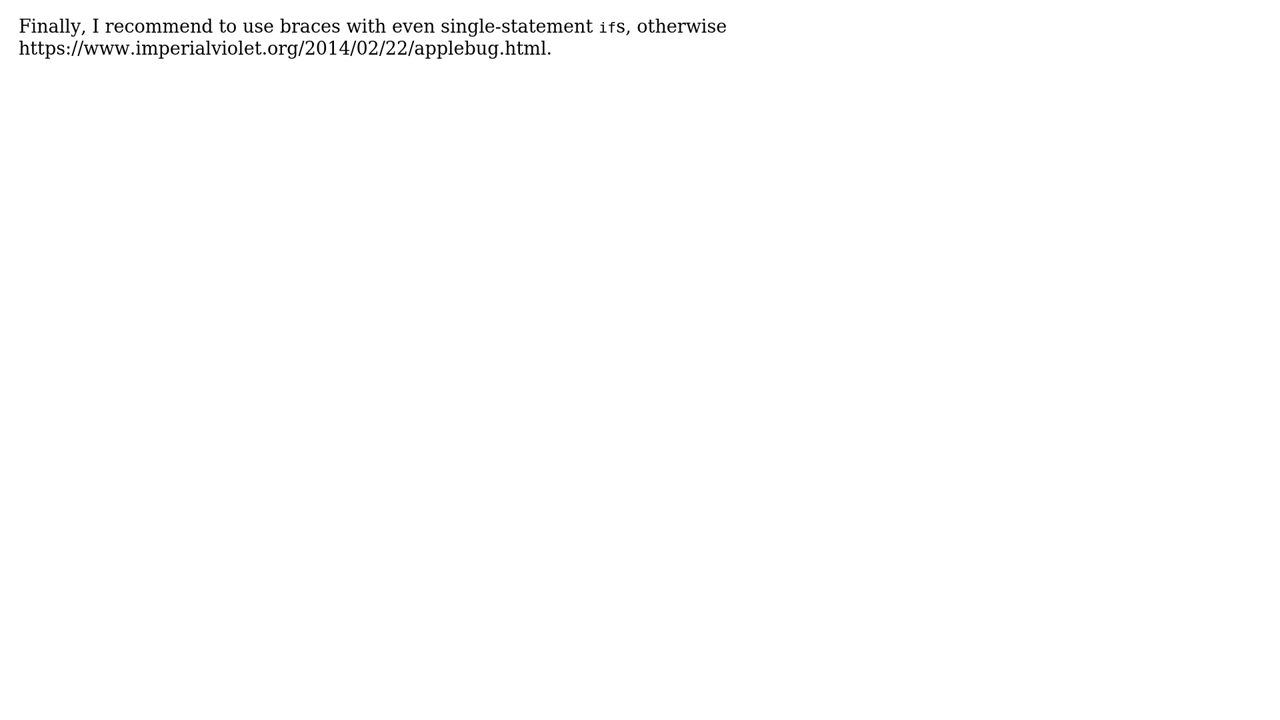 Finally, I recommend to use braces with even single-statement ifs, otherwise
https://www.imperialviolet.org/2014/02/22/applebug.html.